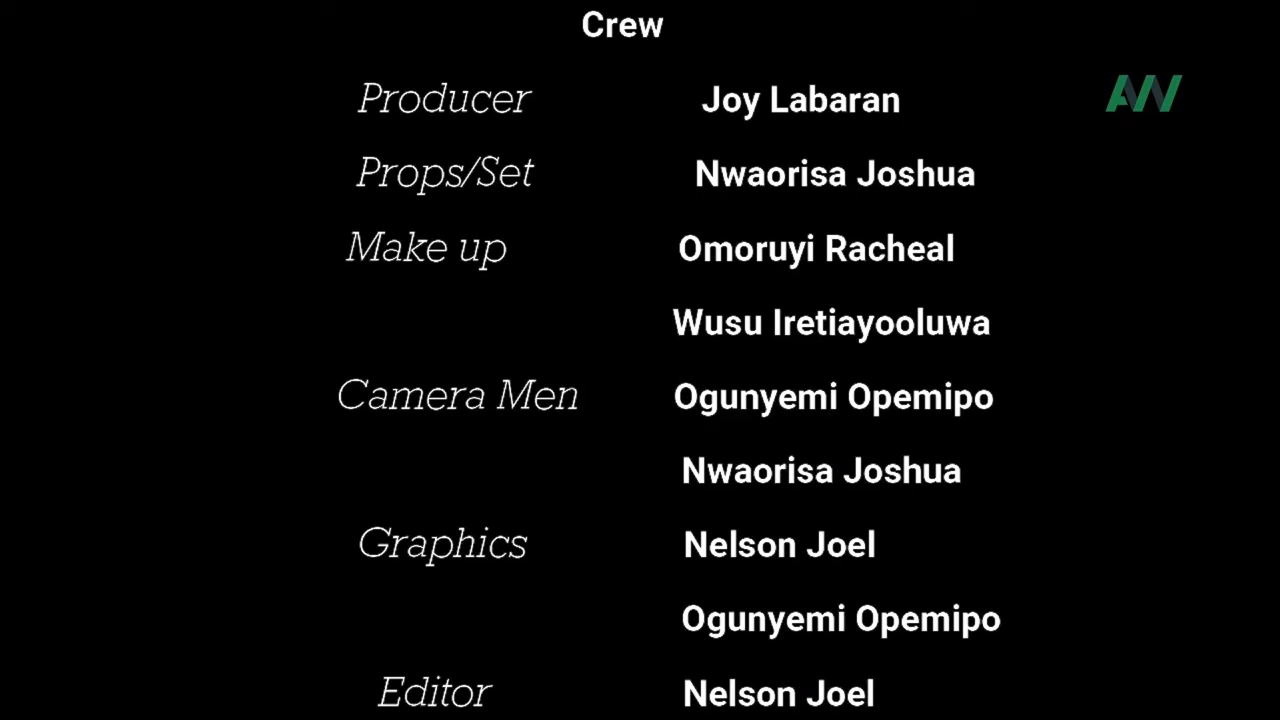 Crew
Producer Joy Labaran
AW
Props/Set Nwaorisa Joshua
Make up Omoruyi Racheal
Wusu Iretiayooluwa
Camera Men Ogunyemi Opemipo
Nwaorisa Joshua
Graphics Nelson Joel
Ogunyemi Opemipo
Editor Nelson Joel